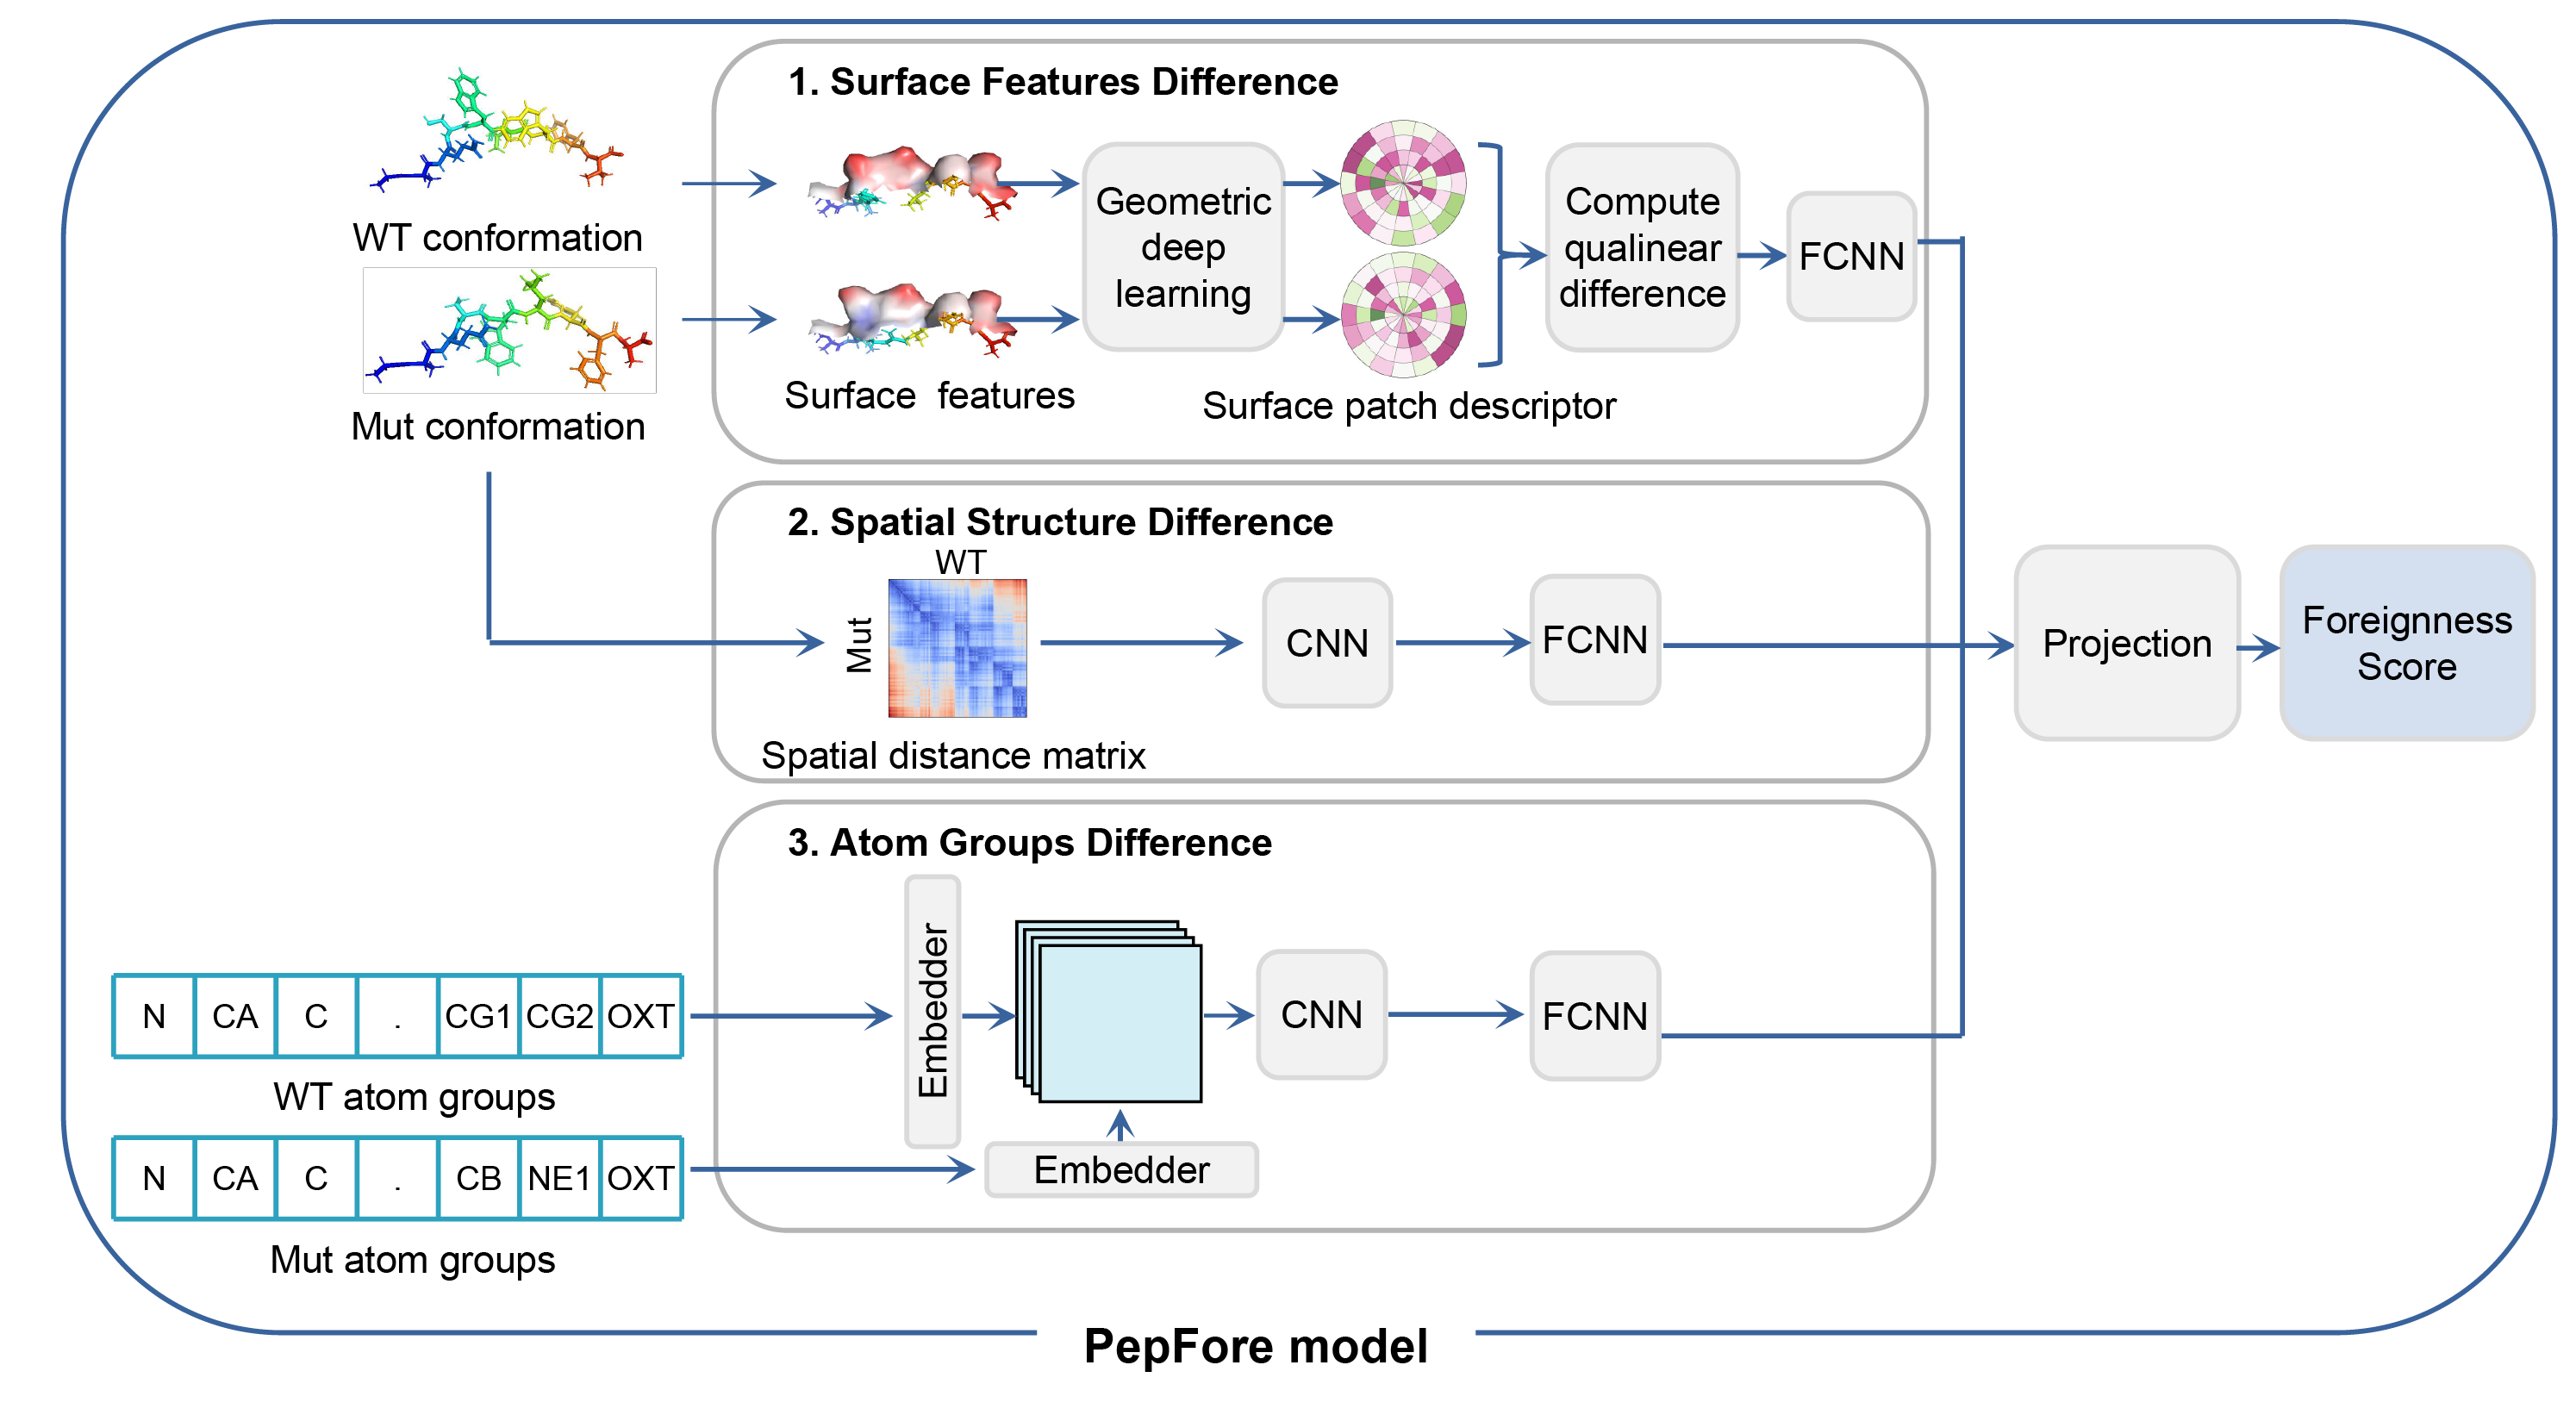 1. Surface Features Difference
WT conformation
Mut conformation
Surface features
Geometric
deep
learning
Surface patch descriptor
Compute
qualinear
difference
FCNN
2. Spatial Structure Difference
WT
Mut
Spatial distance matrix
CNN
FCNN
Projection
Foreignness
Score
3. Atom Groups Difference
N CA C . CG1 CG2 OXT
WT atom groups
N CA C . CB NE1 OXT
Mut atom groups
Embedder
Embedder
CNN
FCNN
PepFore model